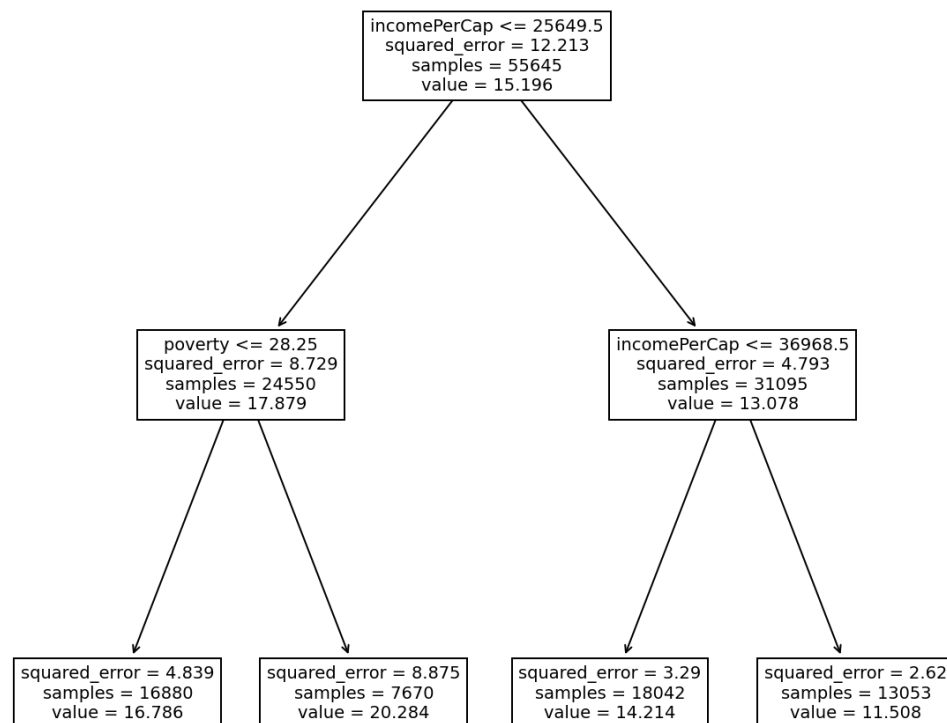 incomePerCap <= 25649.5
squared_error = 12.213
samples = 55645
value = 15.196
poverty <= 28.25
squared_error = 8.729
samples = 24550
value = 17.879
incomePerCap <= 36968.5
squared_error = 4.793
samples = 31095
value = 13.078
squared_error = 4.839
samples = 16880
value = 16.786
squared_error = 8.875
samples = 7670
value = 20.284
squared_error = 3.29
samples = 18042
value = 14.214
squared_error = 2.62
samples = 13053
value = 11.508